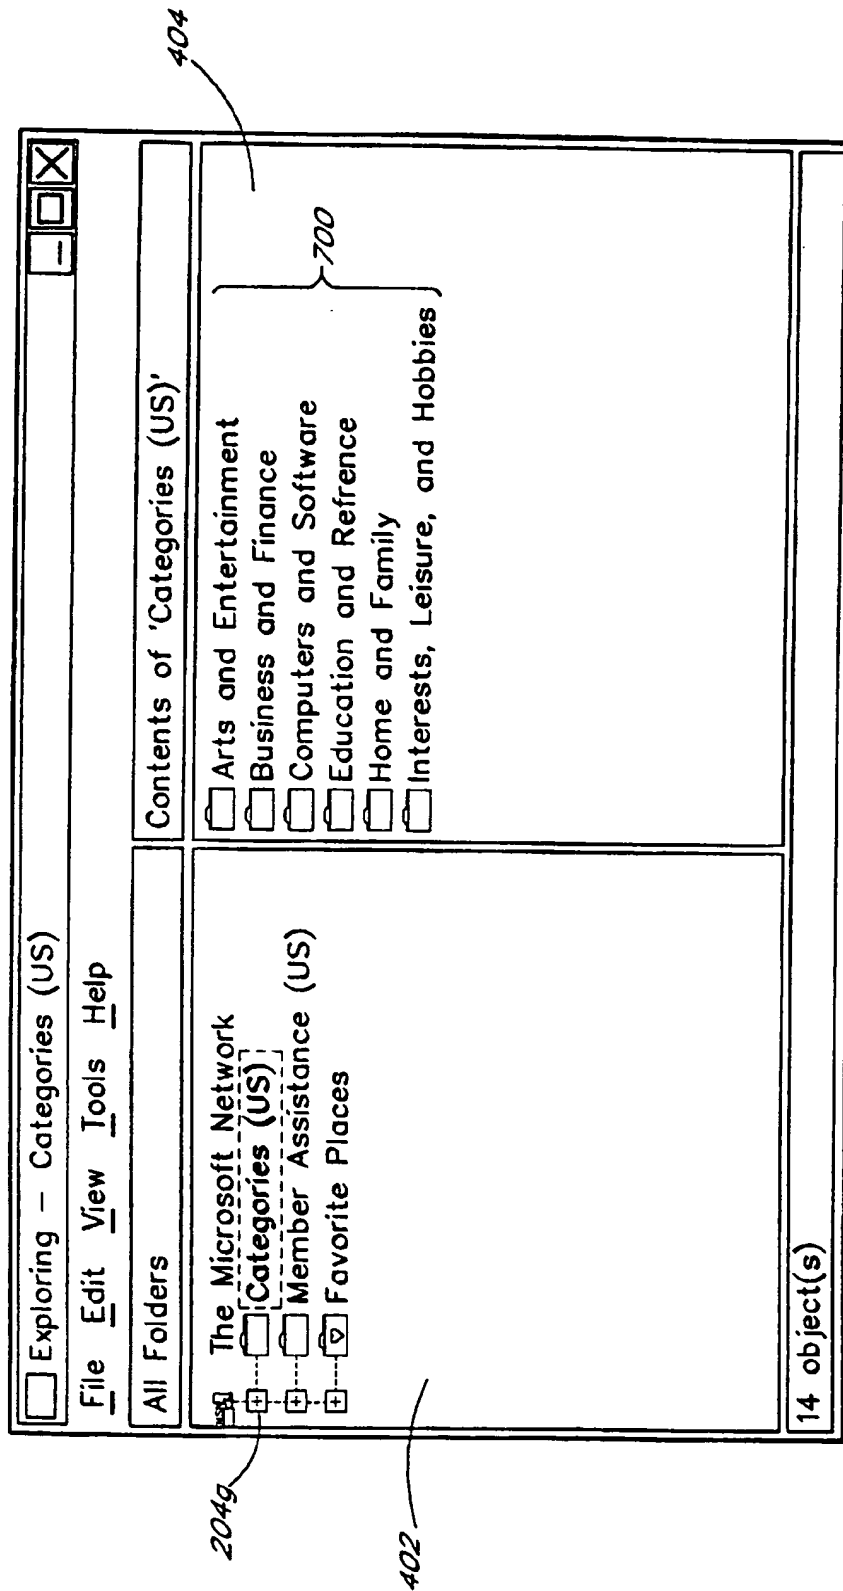 404
Exploring – Categories (US)
File Edit View Tools Help
All Folders
Contents of 'Categories (US)'
The Microsoft Network
Categories (US)
Member Assistance (US)
Favorite Places
204g
402
Arts and Entertainment
Business and Finance
Computers and Software
Education and Refrence
Home and Family
Interests, Leisure, and Hobbies
700
14 object(s)